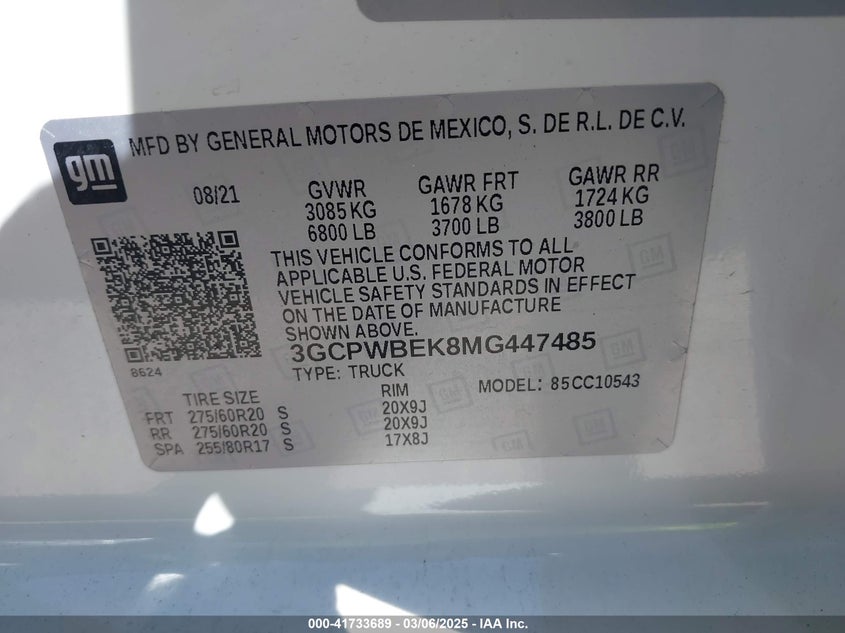 gm
MFD BY GENERAL MOTORS DE MEXICO, S. DE R.L. DE C.V.
08/21 GVWR GAWR FRT GAWR RR
3085 KG 1678 KG 1724 KG
6800 LB 3700 LB 3800 LB
THIS VEHICLE CONFORMS TO ALL
APPLICABLE U.S. FEDERAL MOTOR
VEHICLE SAFETY STANDARDS IN EFFECT
ON THE DATE OF MANUFACTURE
SHOWN ABOVE.
3GCPWBEK8MG447485
8624
TYPE: TRUCK MODEL: 85CC10543
TIRE SIZE RIM
FRT 275/60R20 S 20X9J
RR 275/60R20 S 20X9J
SPA 255/80R17 S 17X8J
000-41733689 - 03/06/2025 - IAA Inc.